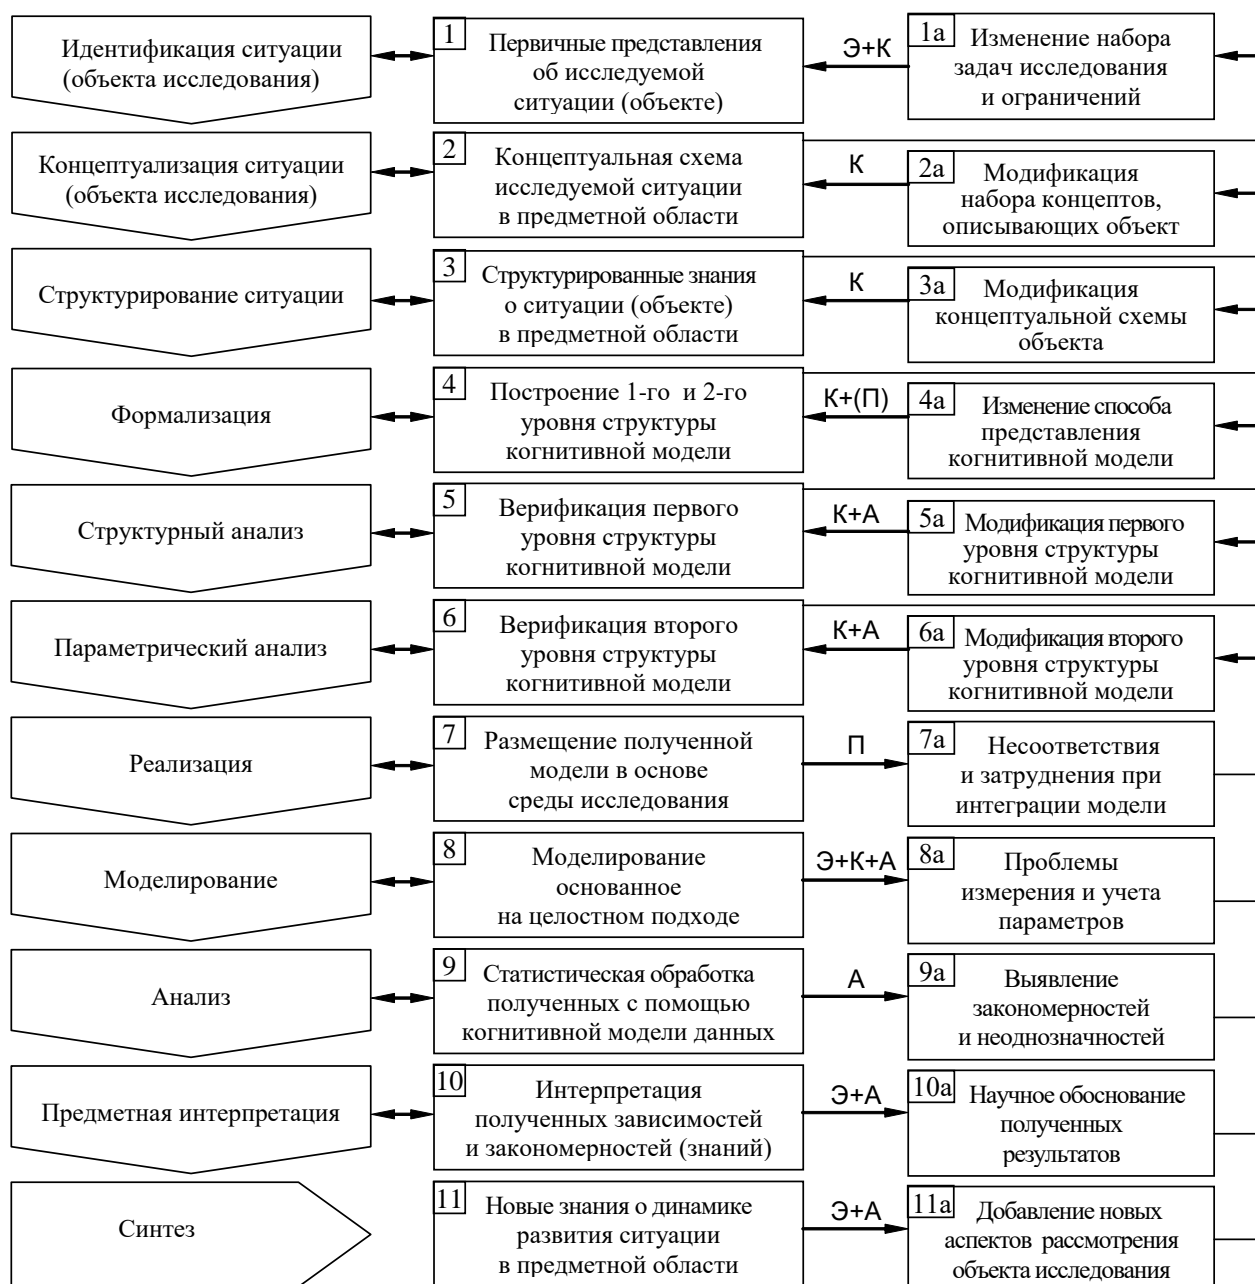 Идентификация ситуации
(объекта исследования)
1
Первичные представления
об исследуемой
ситуации (объекте)
Э+К
1а
Изменение набора
задач исследования
и ограничений
Концептуализация ситуации
(объекта исследования)
2
Концептуальная схема
исследуемой ситуации
в предметной области
К
2а
Модификация
набора концептов,
описывающих объект
Структурирование ситуации
3
Структурированные знания
о ситуации (объекте)
в предметной области
К
3а
Модификация
концептуальной схемы
объекта
Формализация
4
Построение 1-го и 2-го
уровня структуры
когнитивной модели
К+(П)
4а
Изменение способа
представления
когнитивной модели
Структурный анализ
5
Верификация первого
уровня структуры
когнитивной модели
К+А
5а
Модификация первого
уровня структуры
когнитивной модели
Параметрический анализ
6
Верификация второго
уровня структуры
когнитивной модели
К+А
6а
Модификация второго
уровня структуры
когнитивной модели
Реализация
7
Размещение полученной
модели в основе
среды исследования
П
7а
Несоответствия
и затруднения при
интеграции модели
Моделирование
8
Моделирование
основанное
на целостном подходе
Э+К+А
8а
Проблемы
измерения и учета
параметров
Анализ
9
Статистическая обработка
полученных с помощью
когнитивной модели данных
А
9а
Выявление
закономерностей
и неоднозначностей
Предметная интерпретация
10
Интерпретация
полученных зависимостей
и закономерностей (знаний)
Э+А
10а
Научное обоснование
полученных
результатов
Синтез
11
Новые знания о динамике
развития ситуации
в предметной области
Э+А
11а
Добавление новых
аспектов рассмотрения
объекта исследования